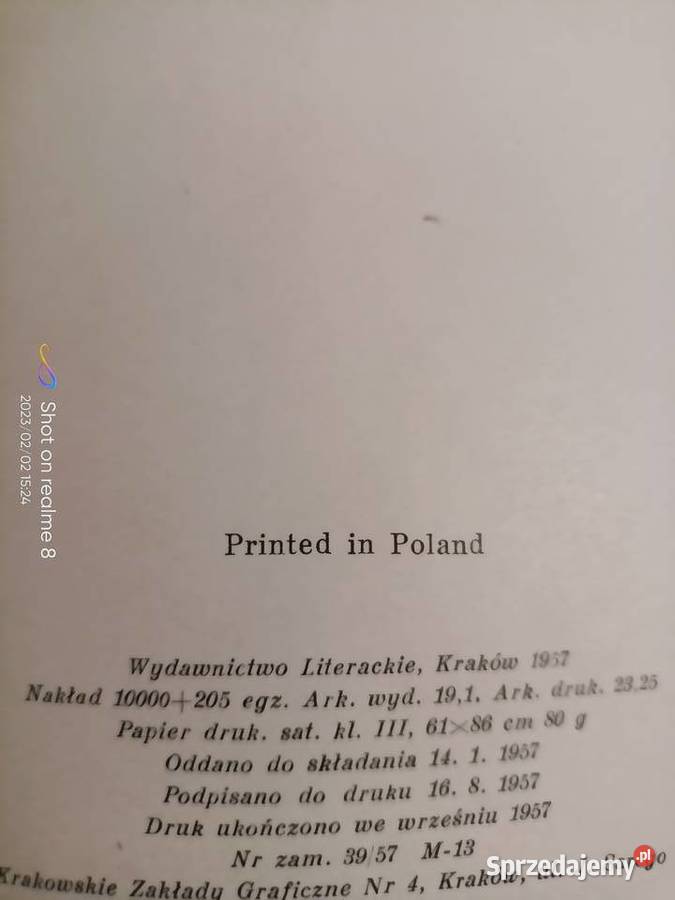 Printed in Poland
Wydawnictwo Literackie, Kraków 1957
Nakład 10000+205 egz. Ark. wyd. 19,1. Ark. druk. 23,25
Papier druk. sat. kl. III, 61×86 cm 80 g
Oddano do składania 14. 1. 1957
Podpisano do druku 16. 8. 1957
Druk ukończono we wrześniu 1957
Nr zam. 39/57 M-13
Krakowskie Zakłady Graficzne Nr 4, Kraków,
Shot on realme 8
2023/02/02 15:24
Sprzedajemy.pl